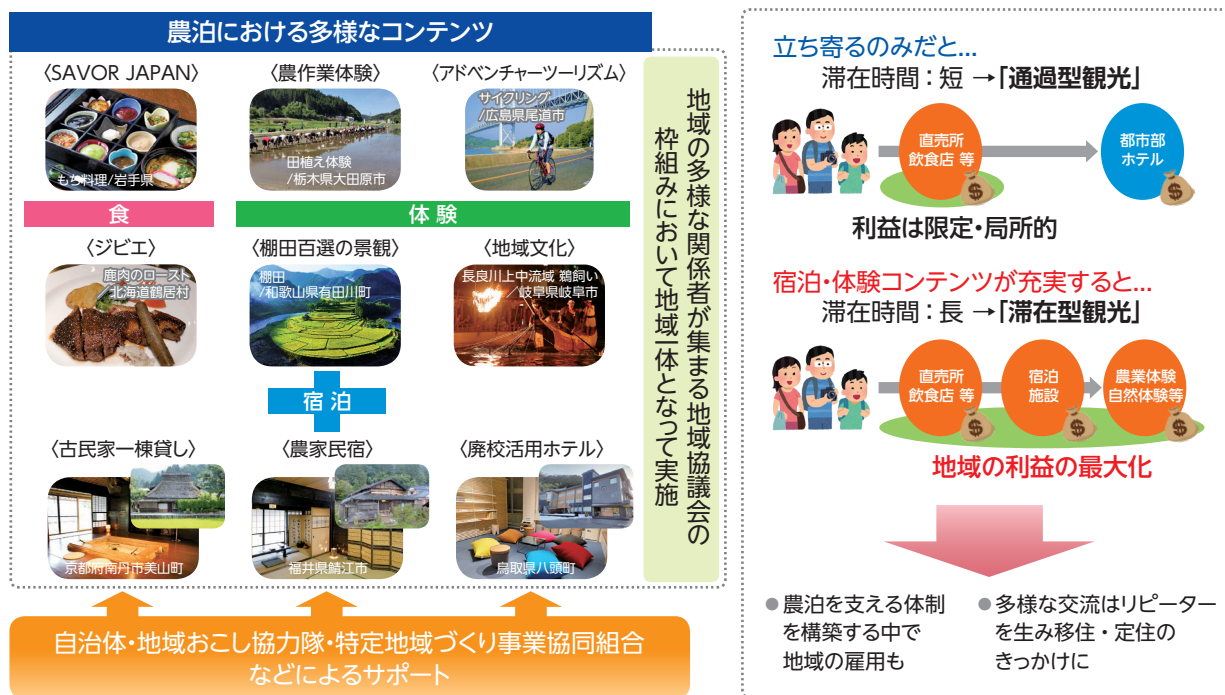 農泊における多様なコンテンツ
〈SAVOR JAPAN〉
〈農作業体験〉
〈アドベンチャーツーリズム〉
もち料理/岩手県
田植え体験
/栃木県大田原市
サイクリング
/広島県尾道市
食
体験
〈ジビエ〉
〈棚田百選の景観〉
〈地域文化〉
鹿肉のロースト
/北海道鶴居村
棚田
/和歌山県有田川町
長良川上中流域 鵜飼い
/岐阜県岐阜市
宿泊
〈古民家一棟貸し〉
〈農家民宿〉
〈廃校活用ホテル〉
京都府南丹市美山町
福井県鯖江市
鳥取県八頭町
地域の多様な関係者が集まる地域協議会の
枠組みにおいて地域一体となって実施
自治体・地域おこし協力隊・特定地域づくり事業協同組合
などによるサポート
立ち寄るのみだと...
滞在時間：短 →「通過型観光」
直売所
飲食店 等
都市部
ホテル
利益は限定・局所的
宿泊・体験コンテンツが充実すると...
滞在時間：長 →「滞在型観光」
直売所
飲食店 等
宿泊
施設
農業体験
自然体験等
地域の利益の最大化
●農泊を支える体制
を構築する中で
地域の雇用も
●多様な交流はリピーター
を生み移住・定住の
きっかけに